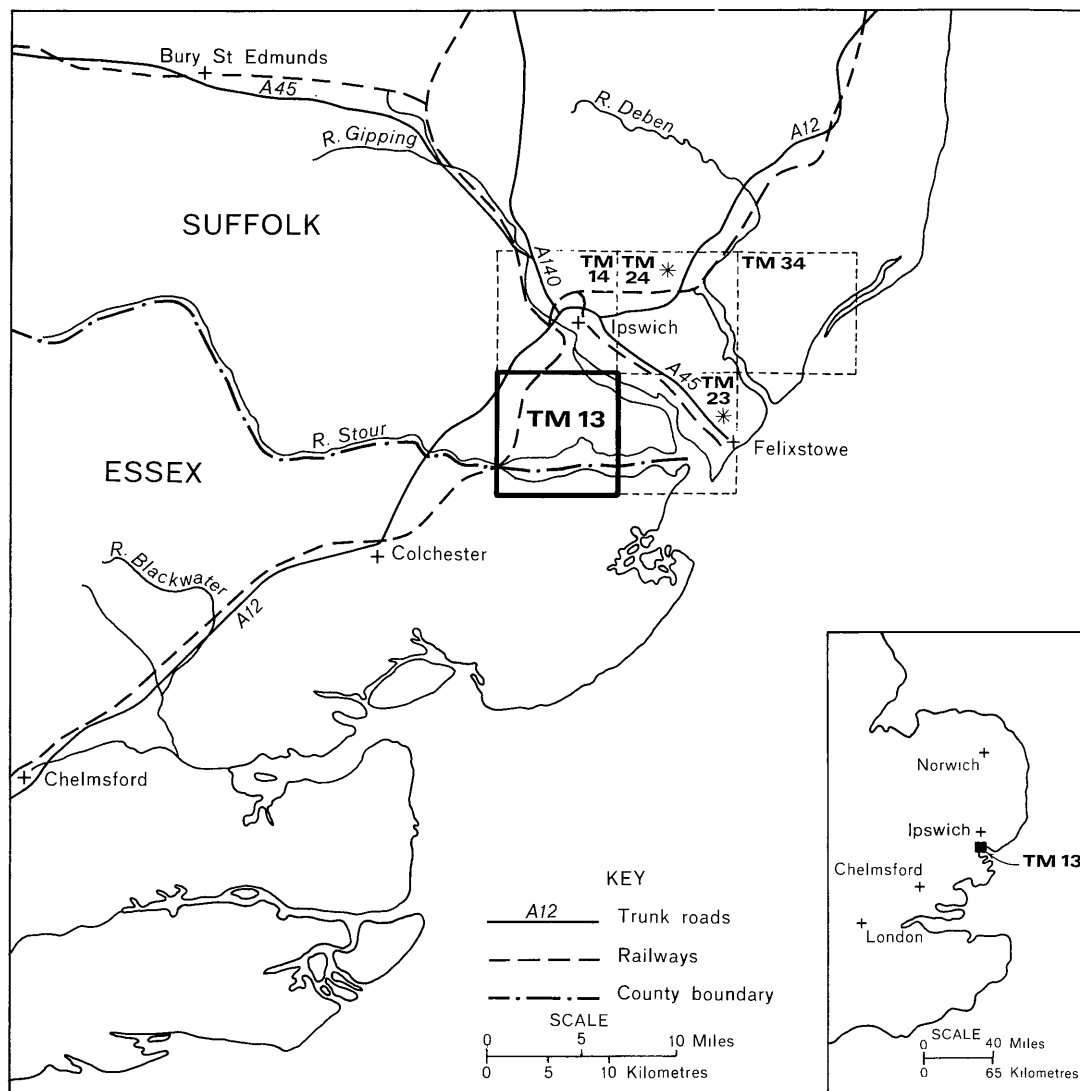 Bury St Edmunds
A45
R. Gipping
R. Deben
A12
SUFFOLK
A140
TM
14
TM
24
TM 34
Ipswich
A45
TM
23
TM 13
R. Stour
Felixstowe
ESSEX
Colchester
R. Blackwater
A12
Chelmsford
KEY
A12
Trunk roads
Railways
County boundary
SCALE
0 5 10 Miles
0 5 10 Kilometres
Norwich
Ipswich
TM 13
Chelmsford
London
SCALE
0 40 Miles
0 65 Kilometres